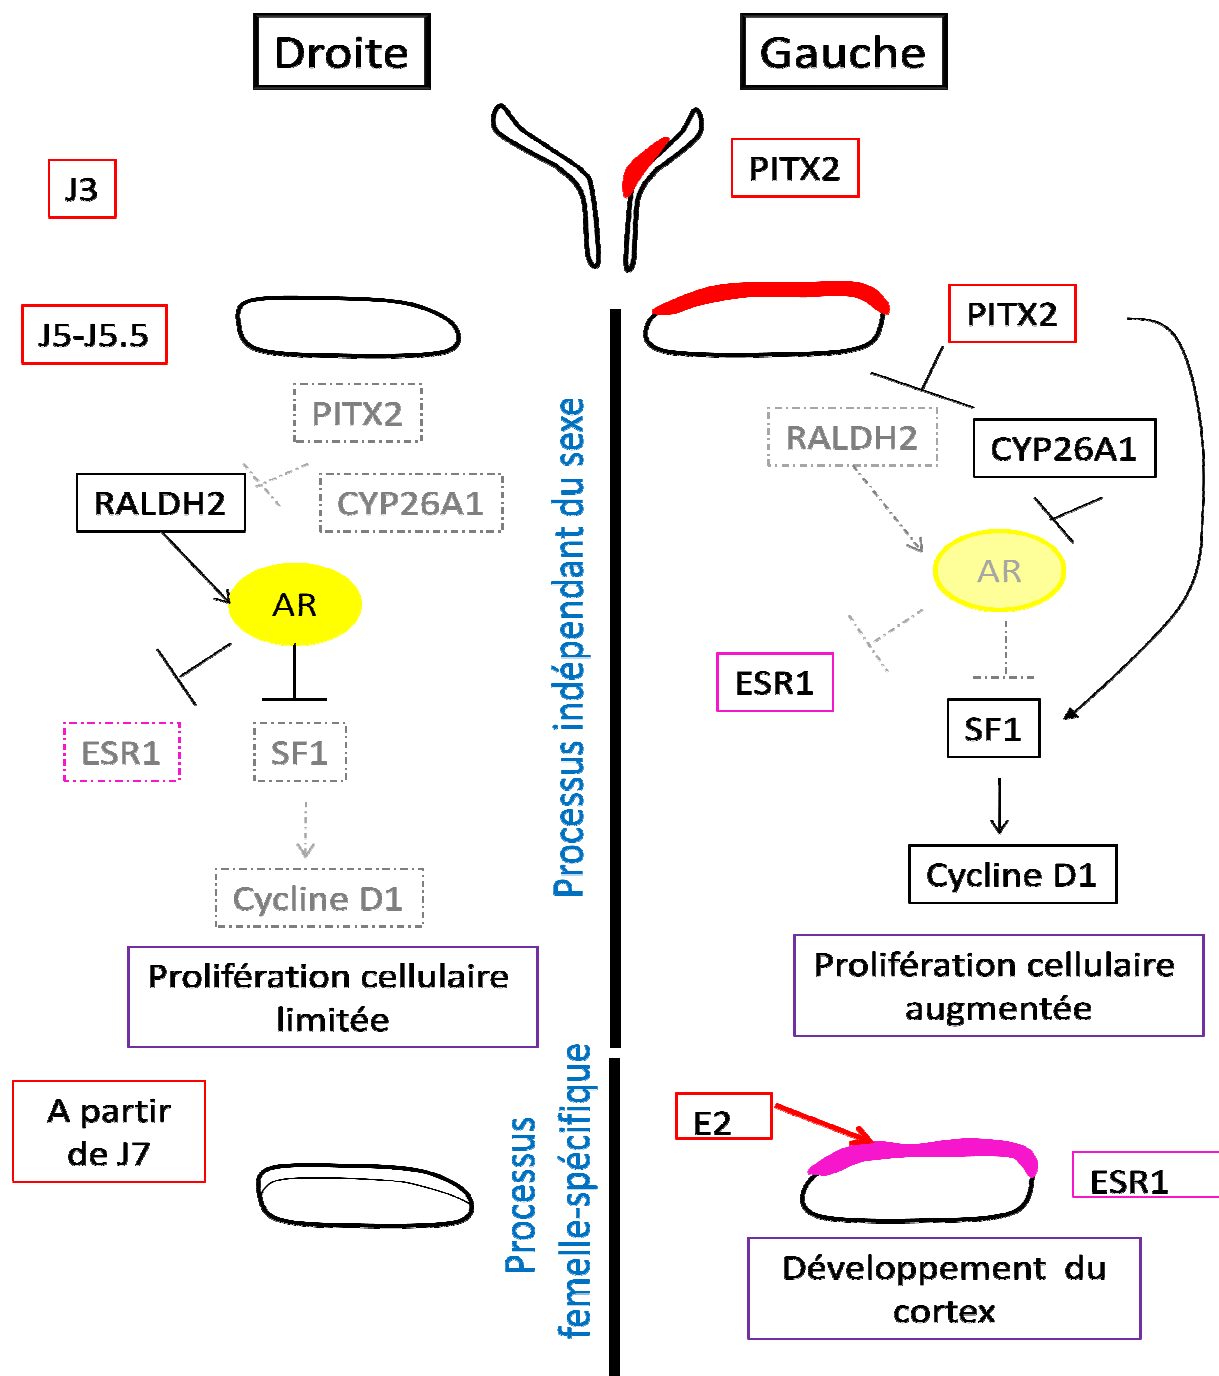 Droite
Gauche
J3
PITX2
J5-J5.5
PITX2
PITX2
RALDH2
CYP26A1
RALDH2
CYP26A1
AR
AR
ESR1
SF1
ESR1
SF1
Cycline D1
Cycline D1
Processus indépendant du sexe
Prolifération cellulaire
limitée
Prolifération cellulaire
augmentée
A partir
de J7
Processus
femelle-spécifique
E2
ESR1
Développement du
cortex